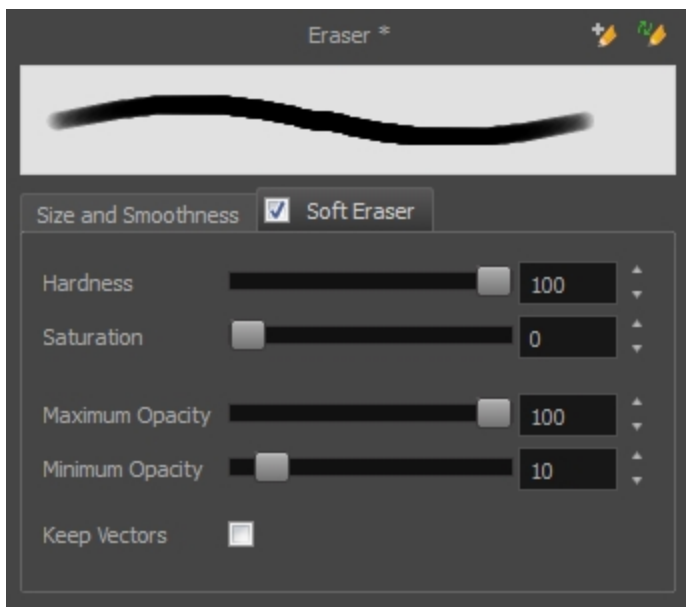 Eraser *
Size and Smoothness Soft Eraser
Hardness 100
Saturation 0
Maximum Opacity 100
Minimum Opacity 10
Keep Vectors